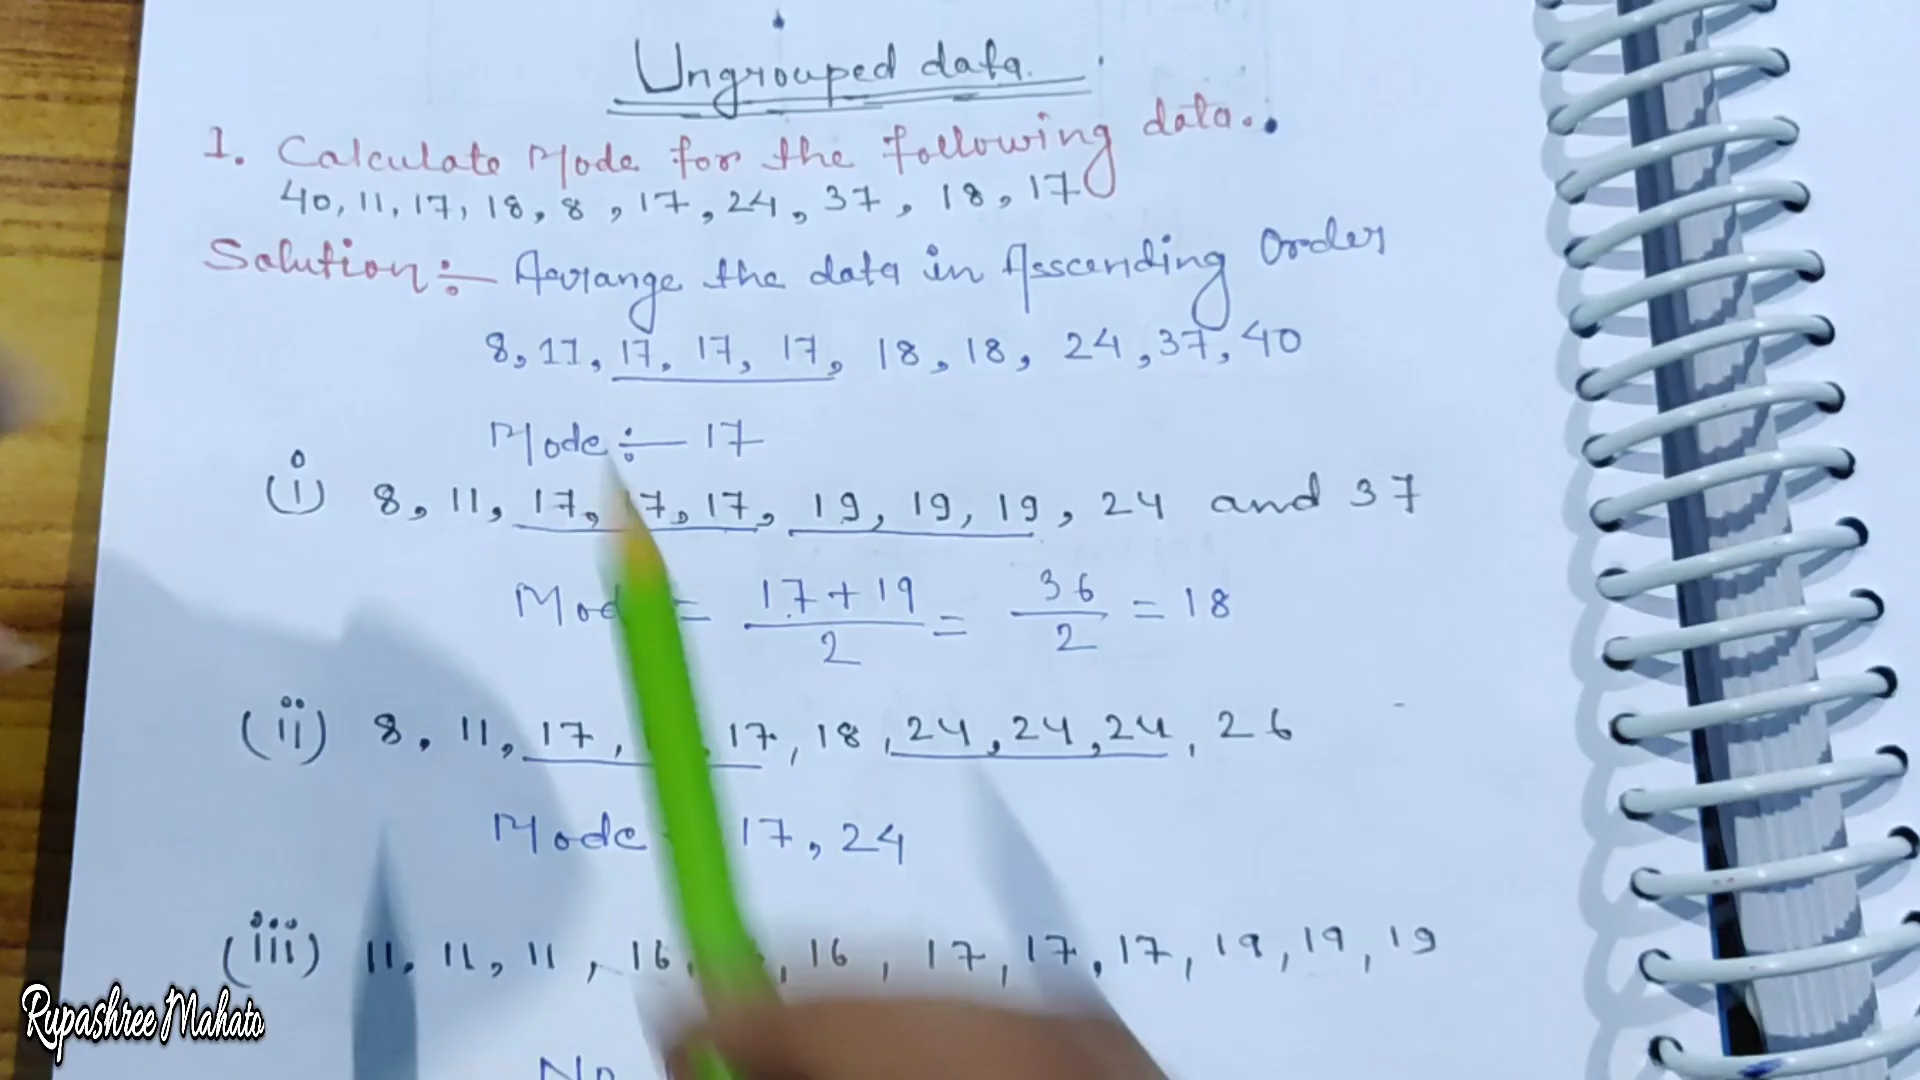 Ungrouped data.
1. Calculate Mode for the following data.
40, 11, 17, 18, 8, 17, 24, 37, 18, 17
Solution:- Arrange the data in Asscending Order
8, 11, 17, 17, 17, 18, 18, 24, 37, 40
Mode:- 17
(i) 8, 11, 17, 17, 17, 19, 19, 19, 24 and 37
Mode = 17+19/2 = 36/2 = 18
(ii) 8, 11, 17, 17, 18, 24, 24, 24, 26
Mode 17, 24
(iii) 11, 11, 11, 16, 16, 17, 17, 17, 19, 19, 19
No
Rupashree Mahato